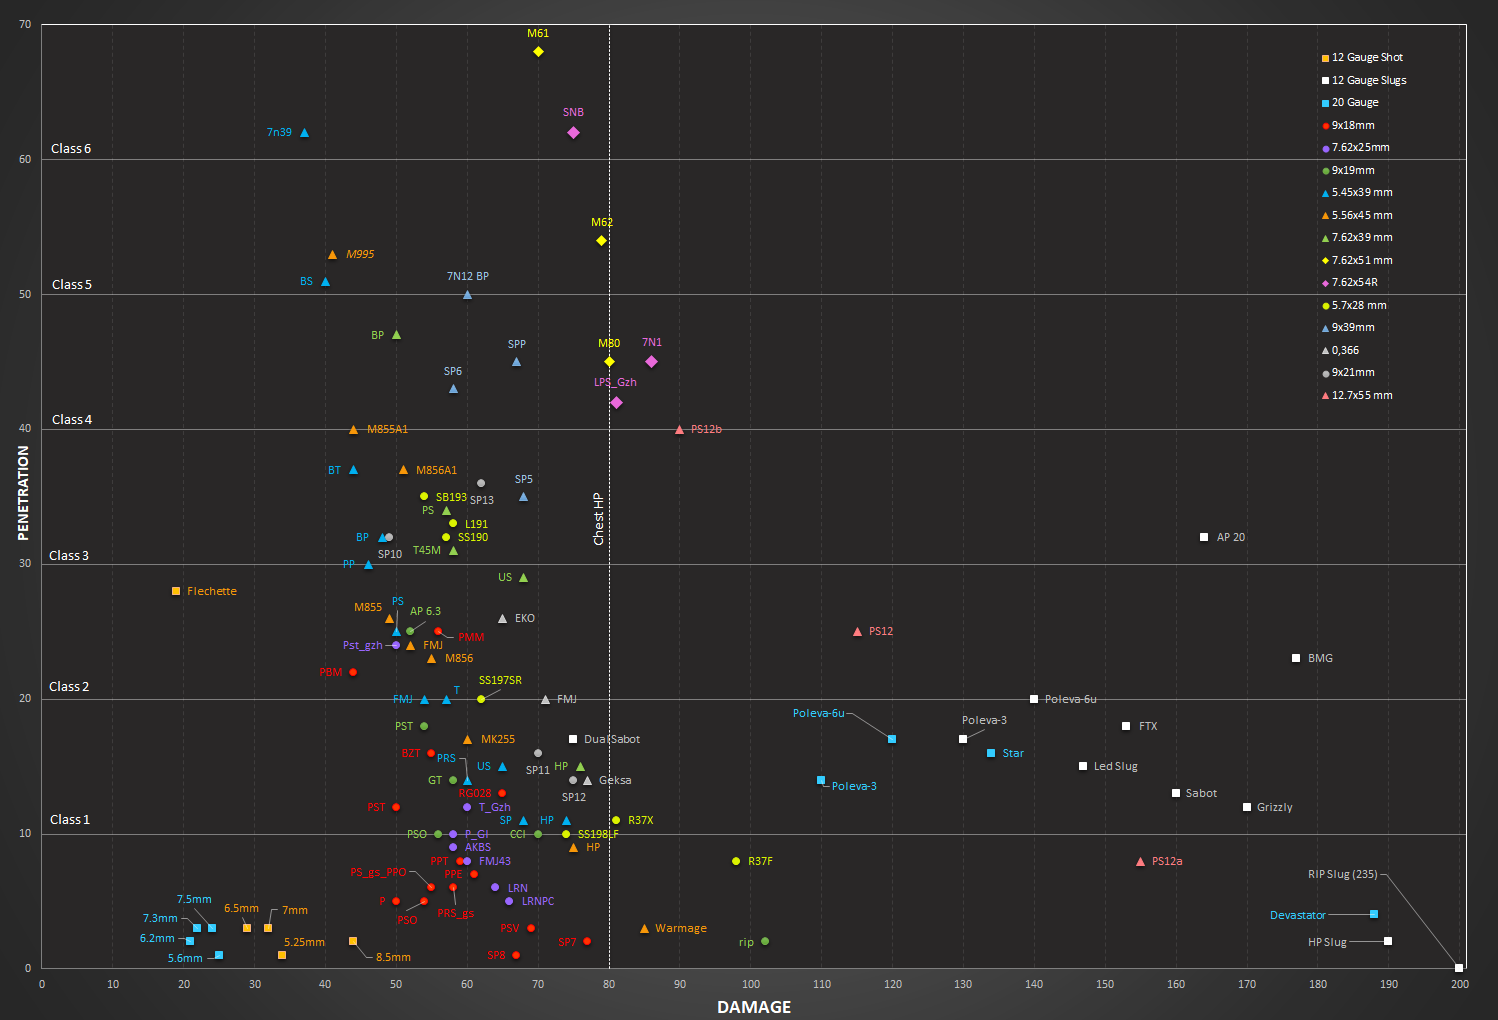 70
M61
12 Gauge Shot
12 Gauge Slugs
20 Gauge
9x18mm
7.62x25mm
9x19mm
5.45x39 mm
5.56x45 mm
7.62x39 mm
7.62x51 mm
7.62x54R
5.7x28 mm
9x39mm
0,366
9x21mm
12.7x55 mm
SNB
7n39
Class 6
60
M62
M995
BS
7N12 BP
Class 5
50
BP
SPP
M80
7N1
SP6
LPS_Gzh
Class 4
40
M855A1
PS12b
BT
M856A1
SP5
SB193
SP13
PS
L191
BP
SS190
SP10
T45M
Chest HP
AP 20
PENETRATION
Class 3
30
PP
US
Flechette
PS
M855
AP 6.3
EKO
PMM
PS12
Pst_gzh
FMJ
M856
BMG
PBM
SS197SR
Class 2
20
FMJ
T
FMJ
Poleva-6u
Poleva-6u
Poleva-3
FTX
PST
MK255
Dual Sabot
BZT
PRS
US
SP11
HP
Star
Led Slug
GT
Geksa
Poleva-3
RG028
SP12
Sabot
PST
T_Gzh
Grizzly
Class 1
SP
HP
R37X
10
PSO
P_Gl
CCI
SS198LF
AKBS
HP
PPT
FMJ43
R37F
PS12a
PS_gs_PPO
PPE
RIP Slug (235)
LRN
P
LRNPC
PSO
PRS_gs
7.5mm
6.5mm
7mm
7.3mm
Devastator
PSV
Warmage
6.2mm
5.25mm
SP7
rip
HP Slug
5.6mm
8.5mm
SP8
0
0 10 20 30 40 50 60 70 80 90 100 110 120 130 140 150 160 170 180 190 200
DAMAGE